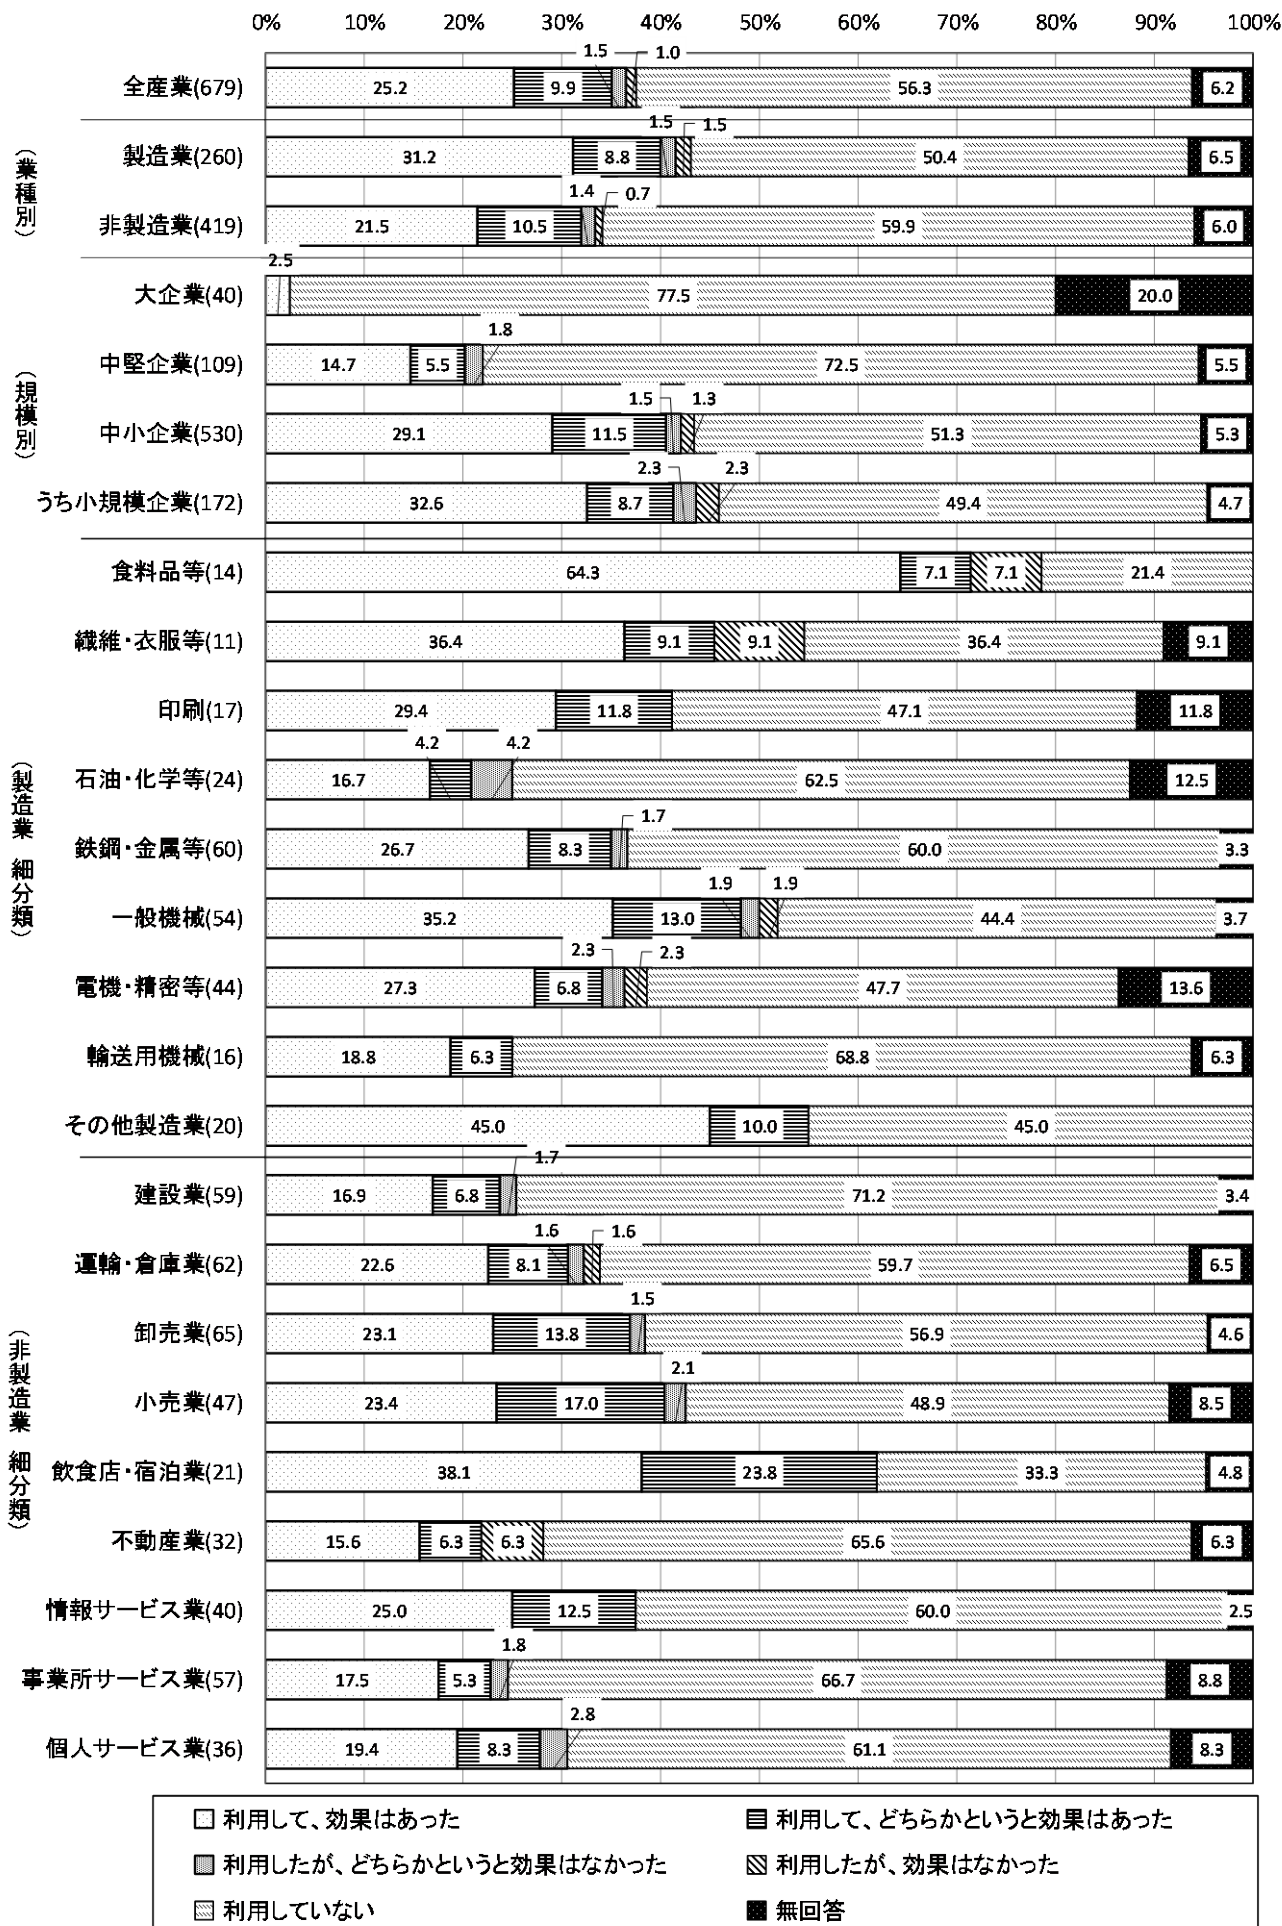 0% 10% 20% 30% 40% 50% 60% 70% 80% 90% 100%
1.5 1.0
全産業(679) 25.2 9.9 56.3 6.2
(業種別)
1.5 1.5
製造業(260) 31.2 8.8 50.4 6.5
1.4 0.7
非製造業(419) 21.5 10.5 59.9 6.0
(規模別)
2.5
大企業(40) 77.5 20.0
1.8
中堅企業(109) 14.7 5.5 72.5 5.5
1.5 1.3
中小企業(530) 29.1 11.5 51.3 5.3
2.3 2.3
うち小規模企業(172) 32.6 8.7 49.4 4.7
(製造業 細分類)
食料品等(14) 64.3 7.1 7.1 21.4
繊維・衣服等(11) 36.4 9.1 9.1 36.4 9.1
印刷(17) 29.4 11.8 47.1 11.8
4.2 4.2
石油・化学等(24) 16.7 62.5 12.5
1.7
鉄鋼・金属等(60) 26.7 8.3 60.0 3.3
1.9 1.9
一般機械(54) 35.2 13.0 44.4 3.7
2.3 2.3
電機・精密等(44) 27.3 6.8 47.7 13.6
輸送用機械(16) 18.8 6.3 68.8 6.3
その他製造業(20) 45.0 10.0 45.0
(非製造業 細分類)
1.7
建設業(59) 16.9 6.8 71.2 3.4
1.6 1.6
運輸・倉庫業(62) 22.6 8.1 59.7 6.5
1.5
卸売業(65) 23.1 13.8 56.9 4.6
2.1
小売業(47) 23.4 17.0 48.9 8.5
飲食店・宿泊業(21) 38.1 23.8 33.3 4.8
不動産業(32) 15.6 6.3 6.3 65.6 6.3
情報サービス業(40) 25.0 12.5 60.0 2.5
1.8
事業所サービス業(57) 17.5 5.3 66.7 8.8
2.8
個人サービス業(36) 19.4 8.3 61.1 8.3
利用して、効果はあった 利用して、どちらかというと効果はあった
利用したが、どちらかというと効果はなかった 利用したが、効果はなかった
利用していない 無回答